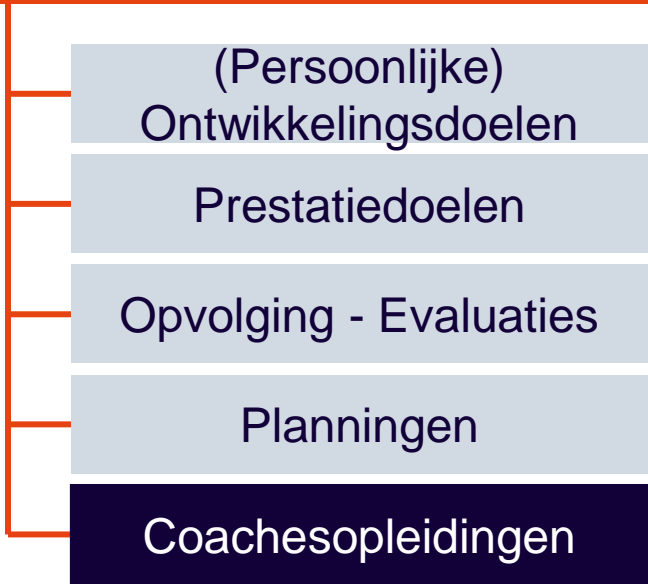 (Persoonlijke)
Ontwikkelingsdoelen
Prestatiedoelen
Opvolging - Evaluaties
Planningen
Coachesopleidingen